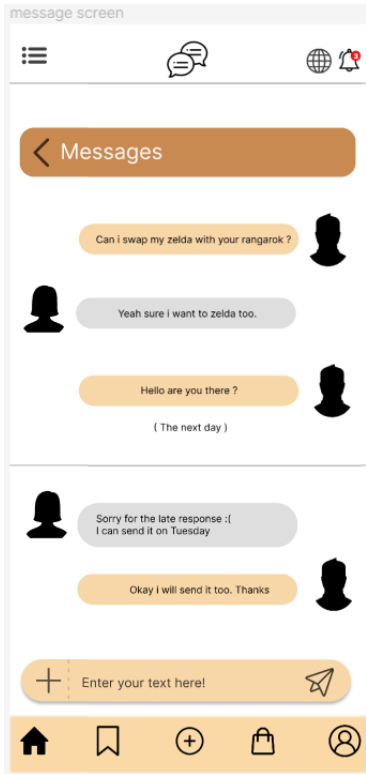 message screen
3
Messages
Can i swap my zelda with your rangarok ?
Yeah sure i want to zelda too.
Hello are you there ?
( The next day )
Sorry for the late response :(
I can send it on Tuesday
Okay i will send it too. Thanks
Enter your text here!